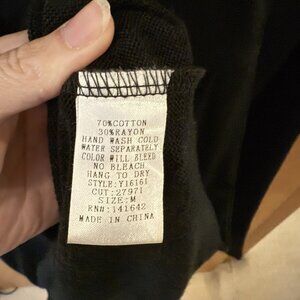 70%COTTON
30%RAYON
HAND WASH COLD
WATER SEPARATELY
COLOR WILL BLEED
NO BLEACH.
HANG TO DRY
STYLE:Y16161
CUT:27971
SIZE:M
RN#:141642
MADE IN CHINA